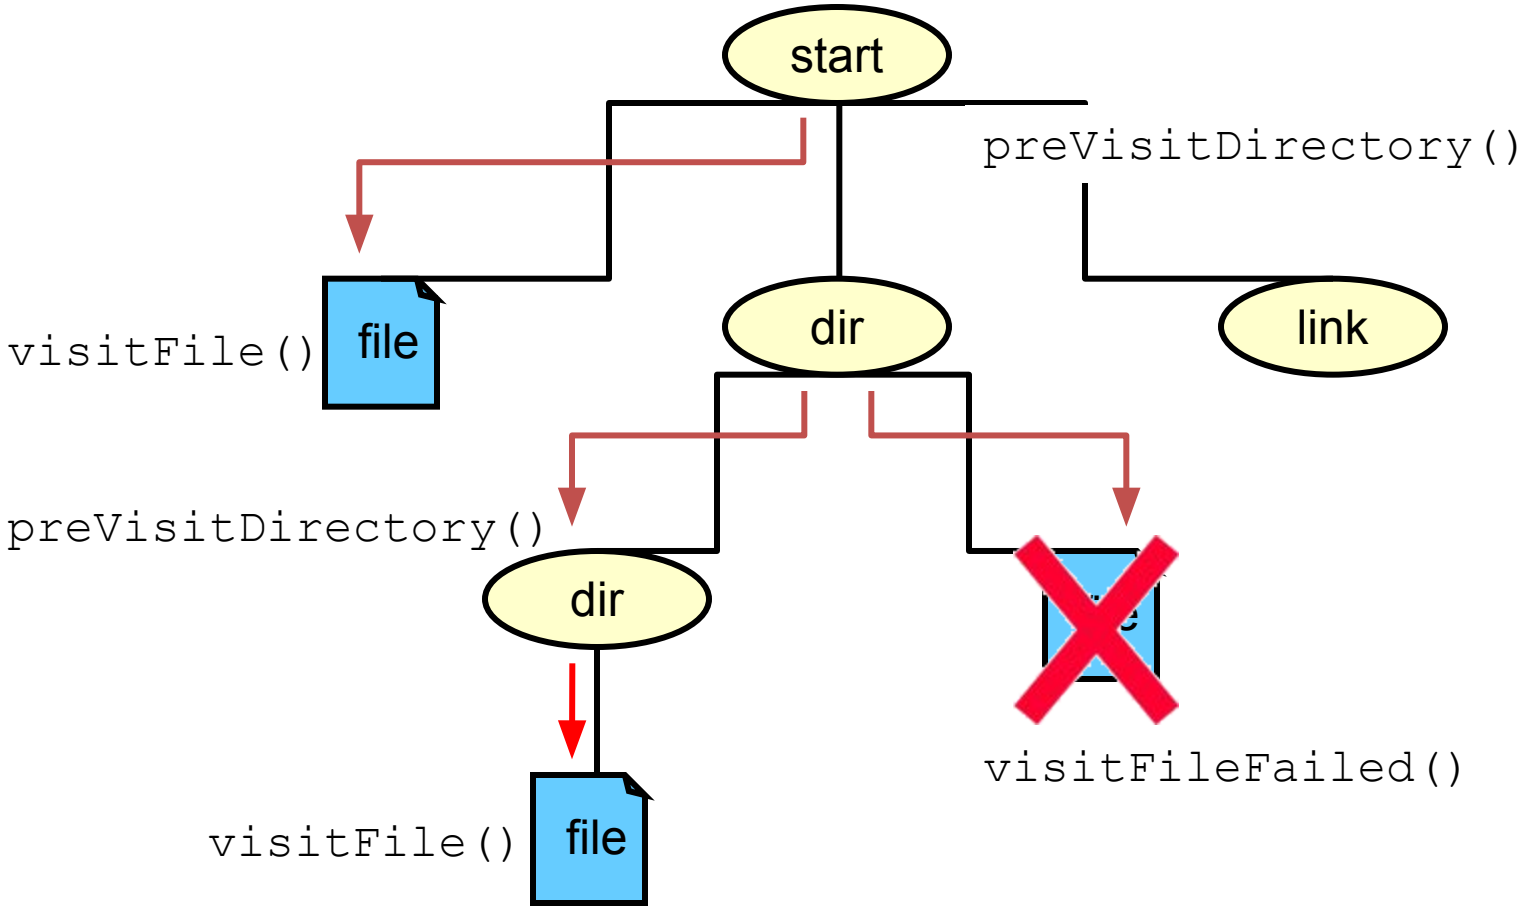 start
preVisitDirectory()
visitFile()
file
dir
link
preVisitDirectory()
dir
visitFileFailed()
visitFile()
file